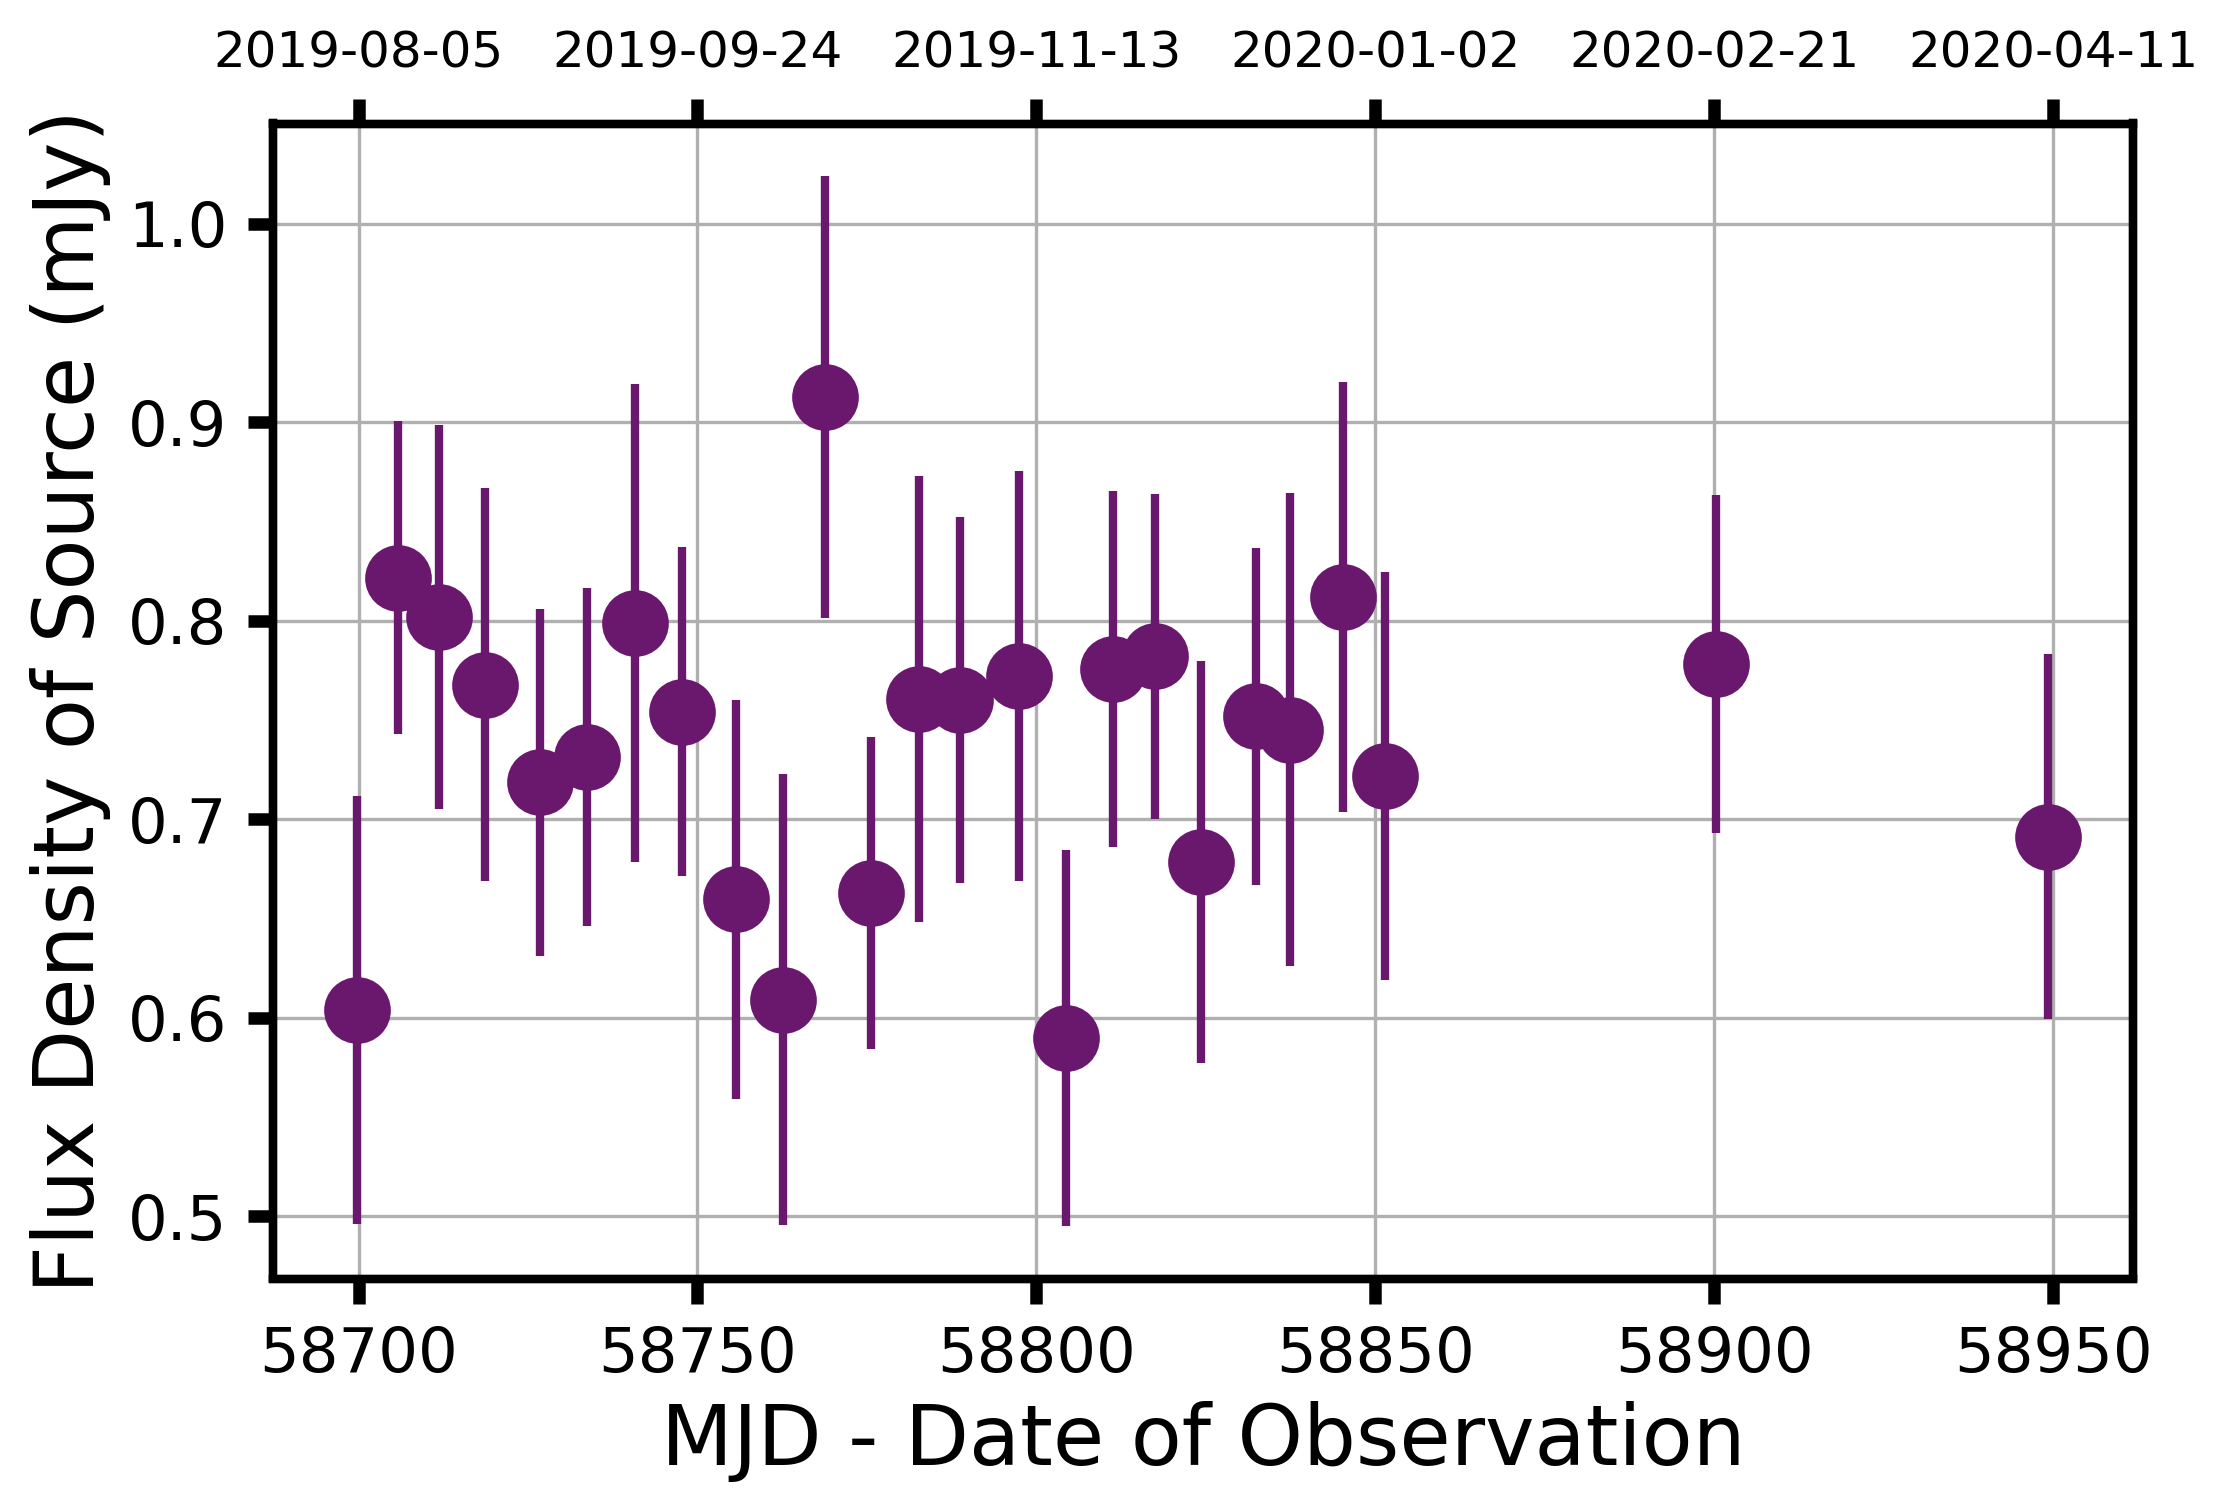 2019-08-05 2019-09-24 2019-11-13 2020-01-02 2020-02-21 2020-04-11
Flux Density of Source (mJy)
1.0
0.9
0.8
0.7
0.6
0.5
58700 58750 58800 58850 58900 58950
MJD - Date of Observation